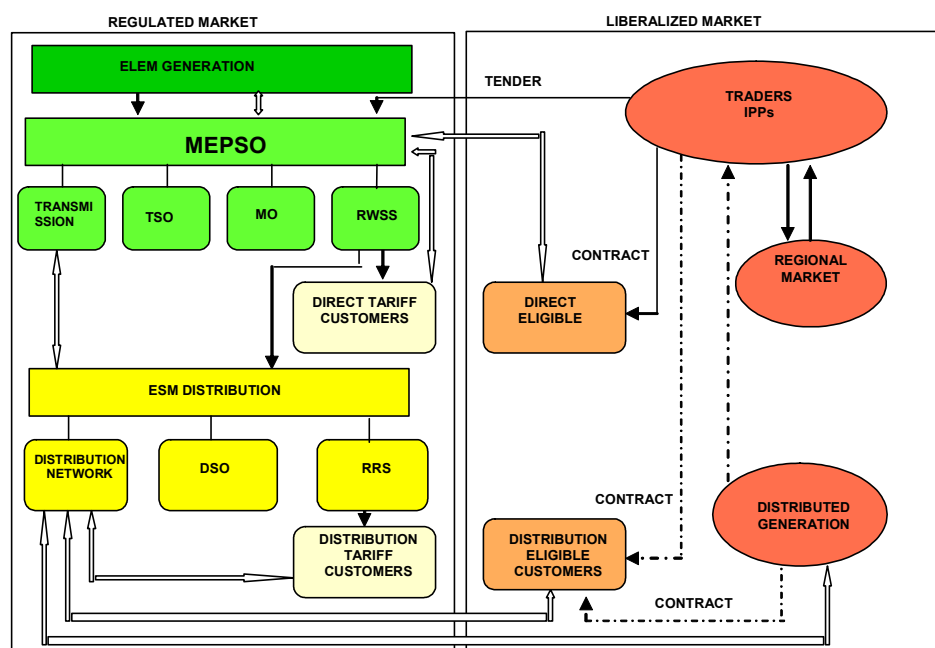 REGULATED MARKET
LIBERALIZED MARKET
ELEM GENERATION
TENDER
TRADERS
IPPs
MEPSO
TRANSMI
SSION
TSO
MO
RWSS
CONTRACT
REGIONAL
MARKET
DIRECT TARIFF
CUSTOMERS
DIRECT
ELIGIBLE
ESM DISTRIBUTION
DISTRIBUTION
NETWORK
DSO
RRS
CONTRACT
DISTRIBUTED
GENERATION
DISTRIBUTION
TARIFF
CUSTOMERS
DISTRIBUTION
ELIGIBLE
CUSTOMERS
CONTRACT